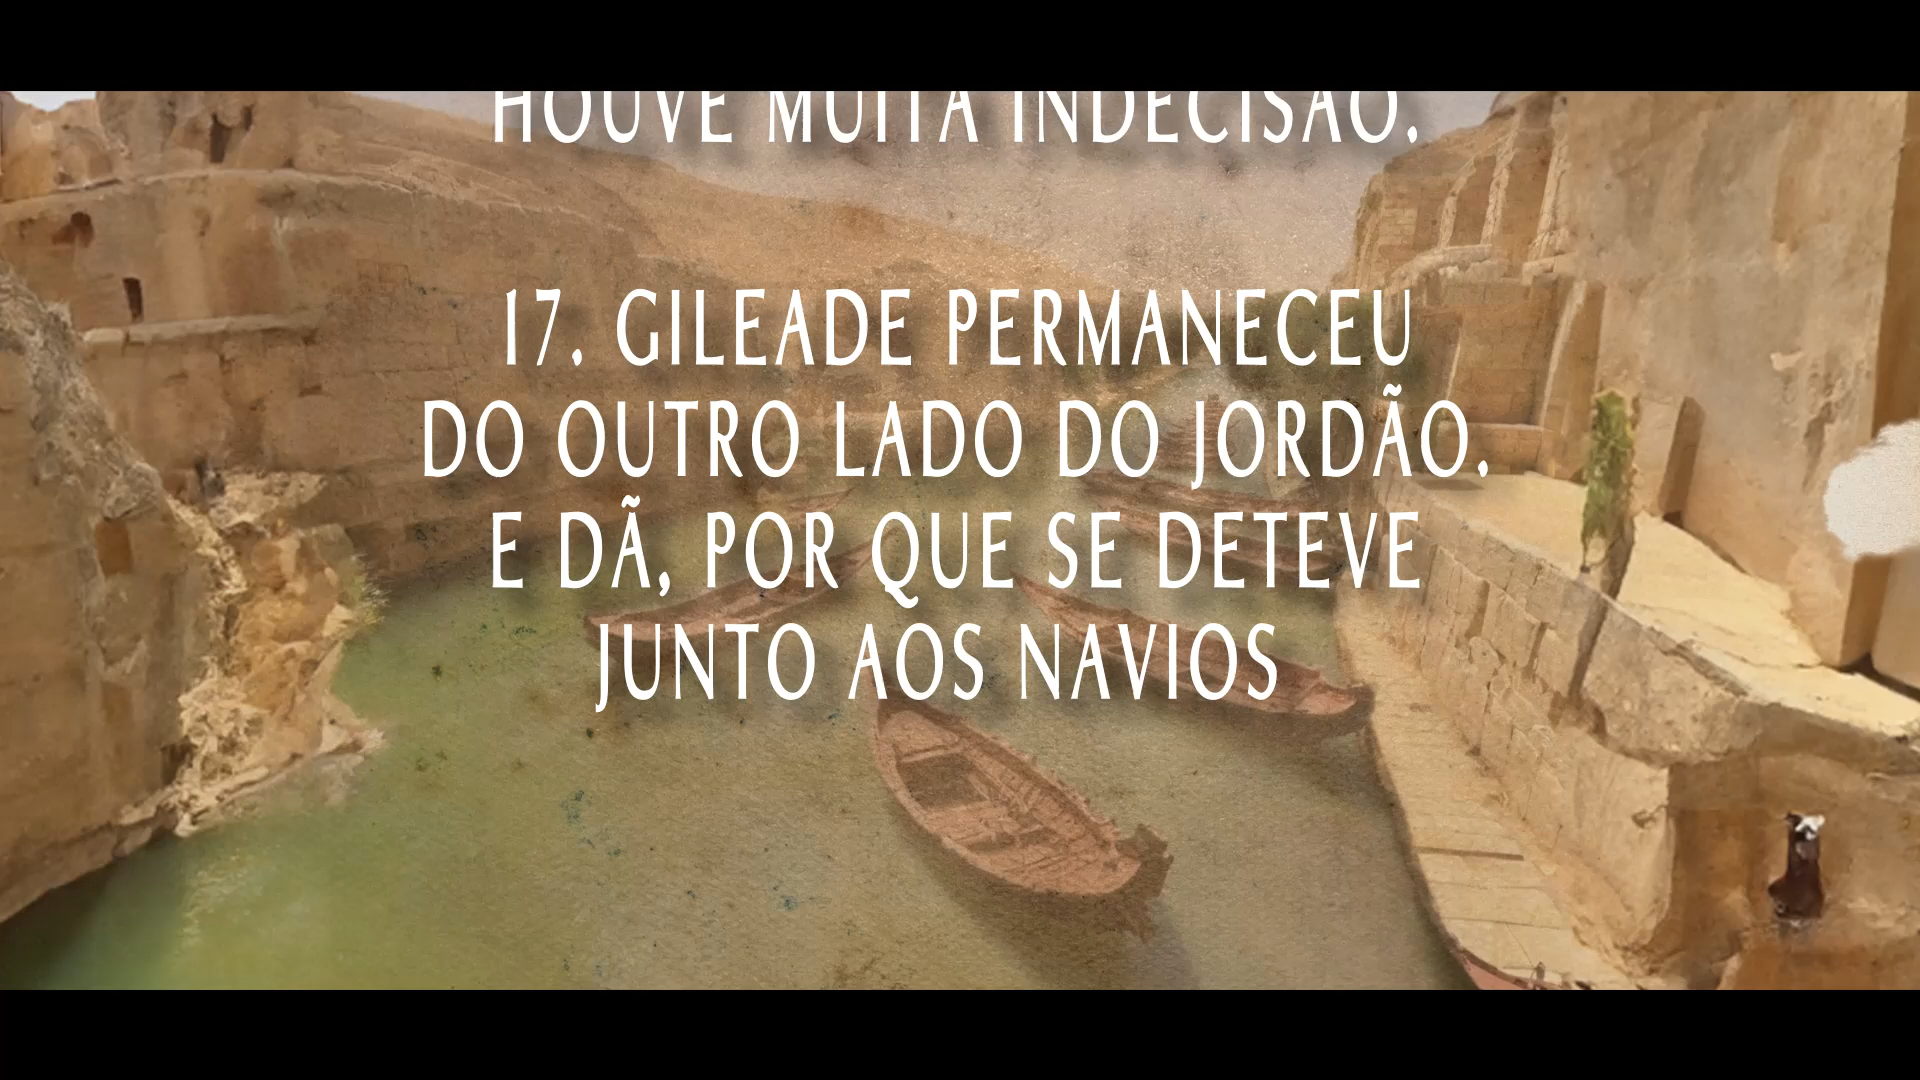 HOUVE MUITA INDECISÃO.
17. GILEADE PERMANECEU
DO OUTRO LADO DO JORDÃO.
E DÃ, POR QUE SE DETEVE
JUNTO AOS NAVIOS